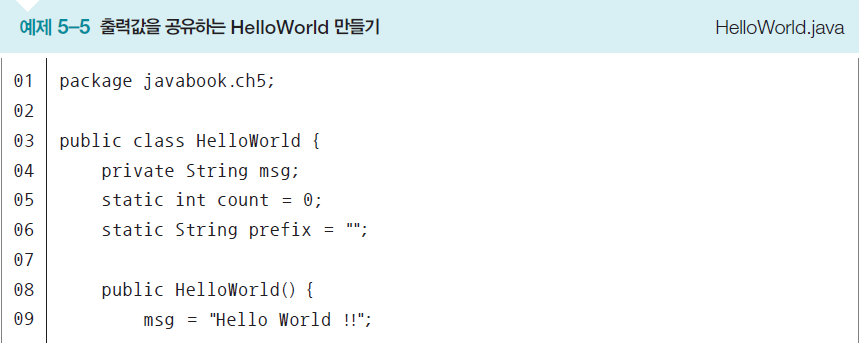 예제 5-5 출력값을 공유하는 HelloWorld 만들기 HelloWorld.java
01 package javabook.ch5;
02
03 public class HelloWorld {
04     private String msg;
05     static int count = 0;
06     static String prefix = "";
07
08     public HelloWorld() {
09         msg = "Hello World !!";